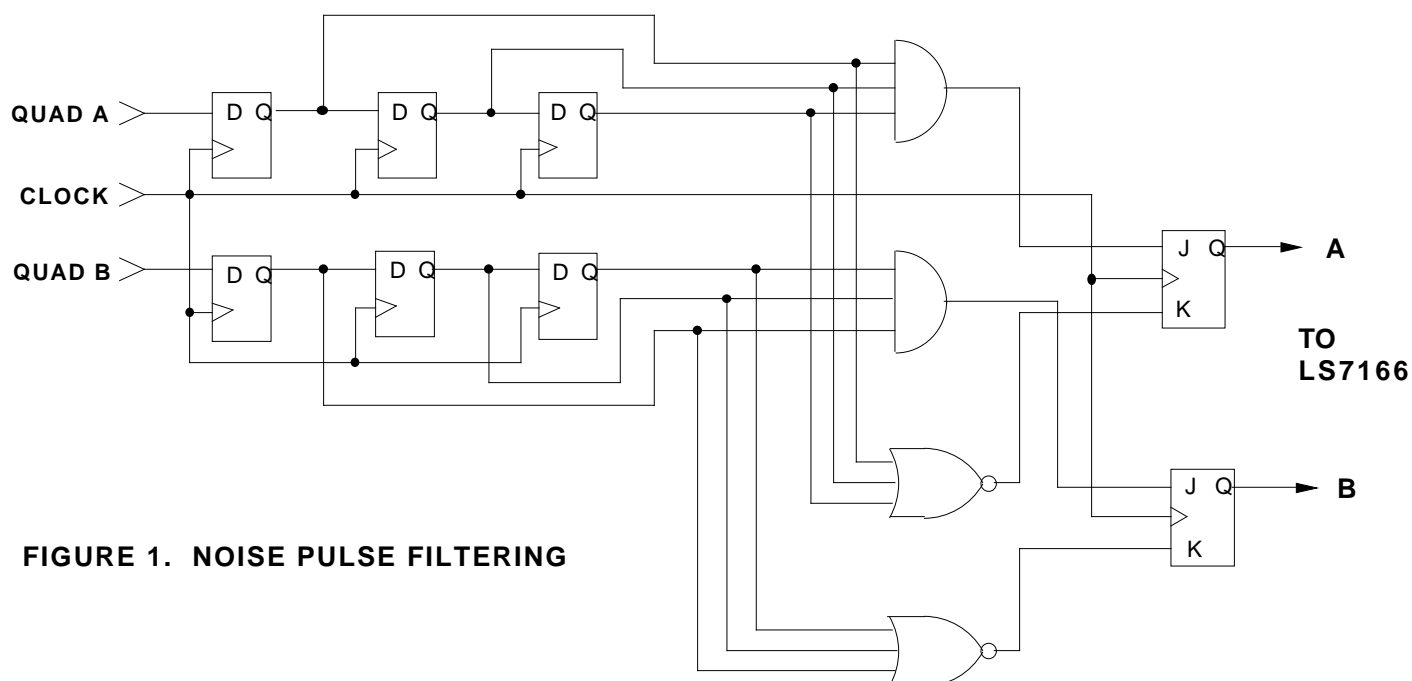 QUAD A
D Q
D Q
D Q
CLOCK
QUAD B
D Q
D Q
D Q
J Q
K
A
TO
LS7166
J Q
K
B
FIGURE 1. NOISE PULSE FILTERING